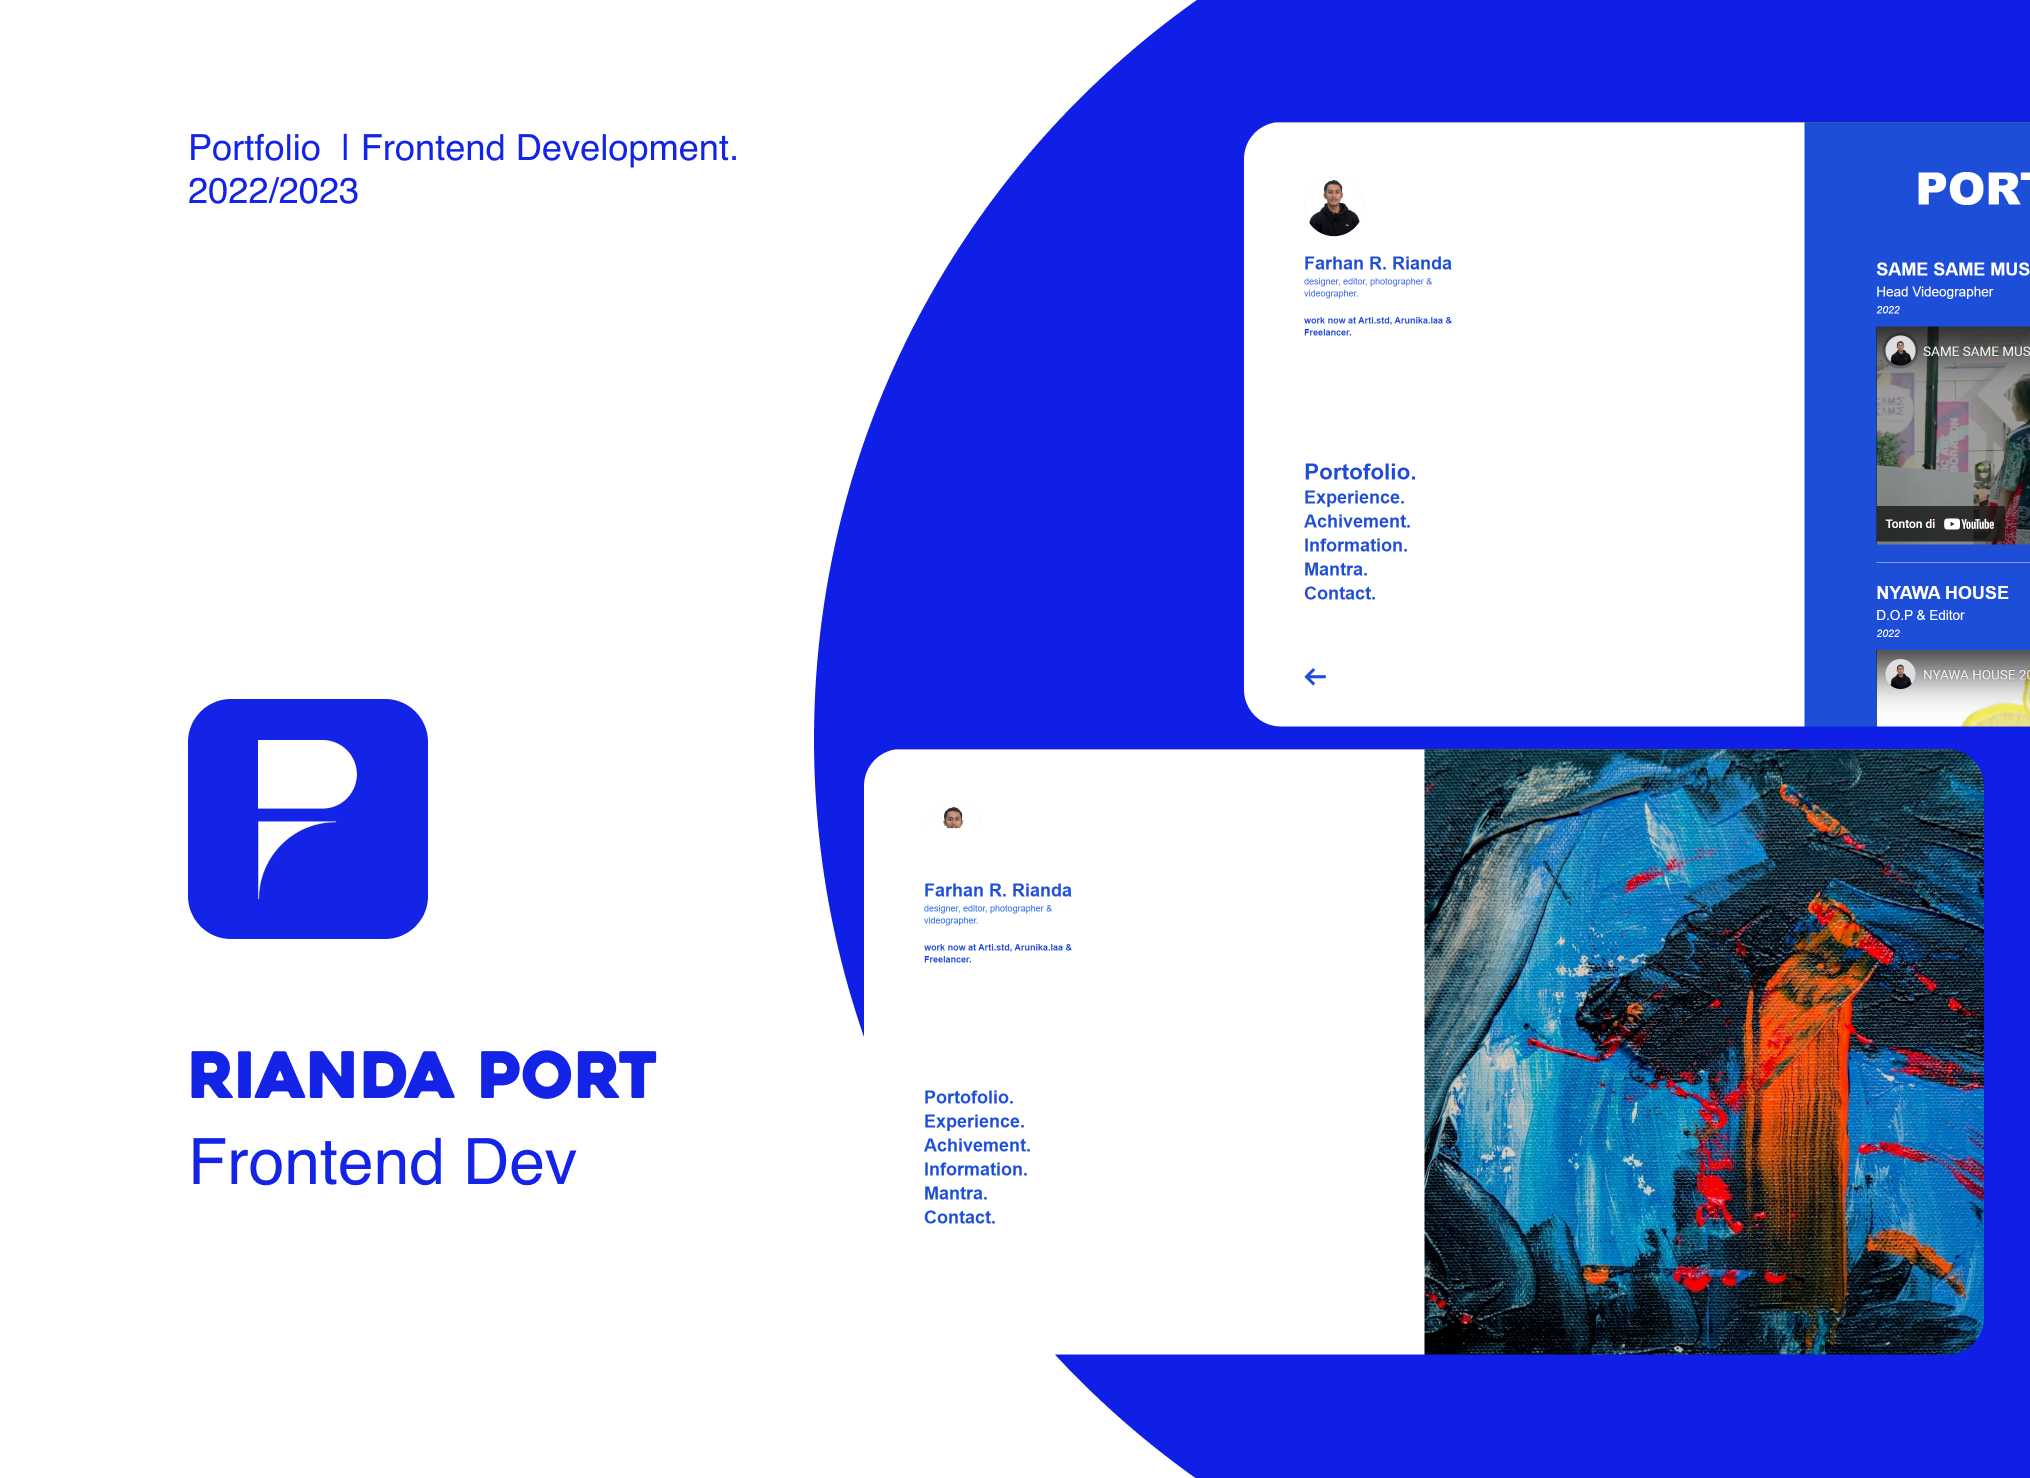 Portfolio | Frontend Development.
2022/2023
RIANDA PORT
Frontend Dev
Farhan R. Rianda
designer, editor, photographer &
videographer.
work now at Arti.std, Arunika.laa &
Freelancer.
Portofolio.
Experience.
Achivement.
Information.
Mantra.
Contact.
PORT
SAME SAME MUS
Head Videographer
2022
SAME SAME MUS
Tonton di YouTube
NYAWA HOUSE
D.O.P & Editor
2022
NYAWA HOUSE 20
Farhan R. Rianda
designer, editor, photographer &
videographer.
work now at Arti.std, Arunika.laa &
Freelancer.
Portofolio.
Experience.
Achivement.
Information.
Mantra.
Contact.